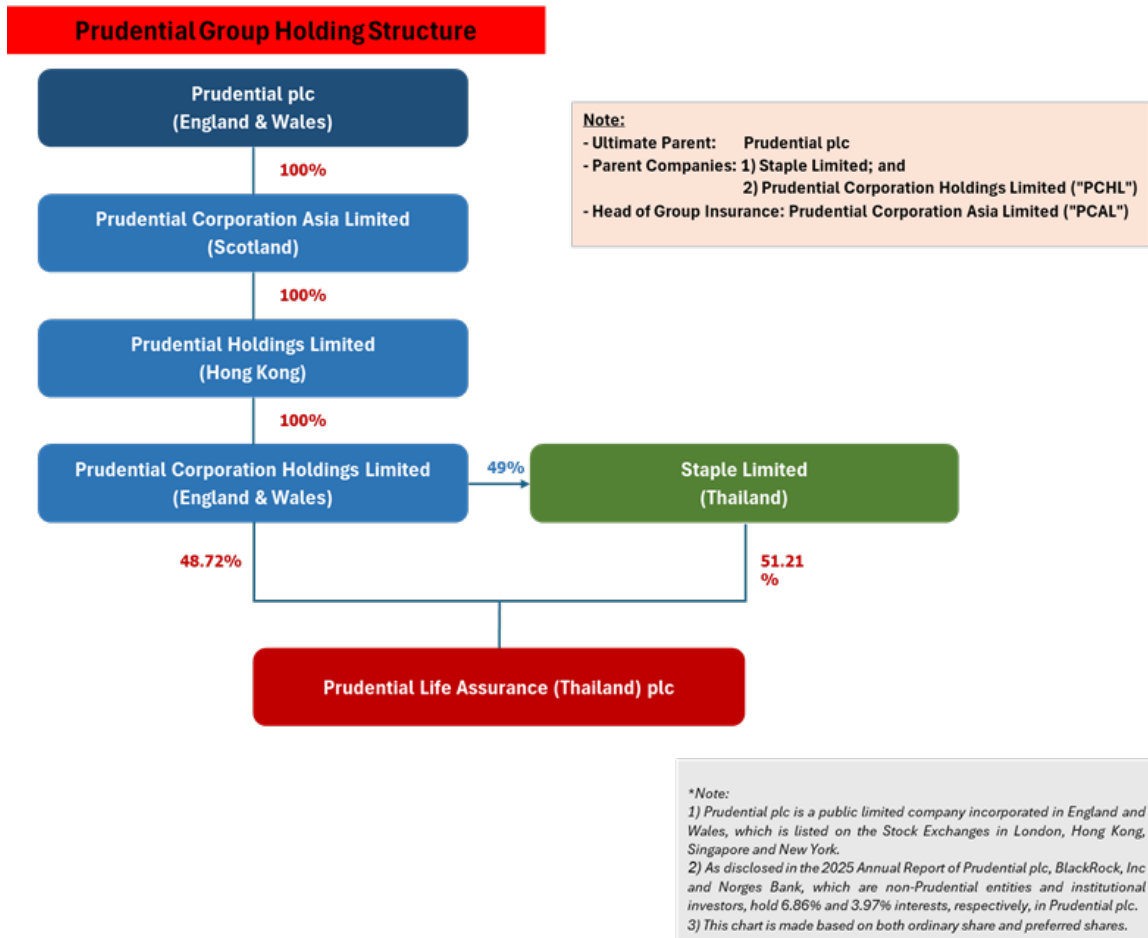 Prudential Group Holding Structure
Prudential plc
(England & Wales)
100%
Prudential Corporation Asia Limited
(Scotland)
100%
Prudential Holdings Limited
(Hong Kong)
100%
Prudential Corporation Holdings Limited
(England & Wales)
49%
Staple Limited
(Thailand)
48.72%
51.21
%
Prudential Life Assurance (Thailand) plc
Note:
- Ultimate Parent: Prudential plc
- Parent Companies: 1) Staple Limited; and
2) Prudential Corporation Holdings Limited ("PCHL")
- Head of Group Insurance: Prudential Corporation Asia Limited ("PCAL")
*Note:
1) Prudential plc is a public limited company incorporated in England and
Wales, which is listed on the Stock Exchanges in London, Hong Kong,
Singapore and New York.
2) As disclosed in the 2025 Annual Report of Prudential plc, BlackRock, Inc
and Norges Bank, which are non-Prudential entities and institutional
investors, hold 6.86% and 3.97% interests, respectively, in Prudential plc.
3) This chart is made based on both ordinary share and preferred shares.